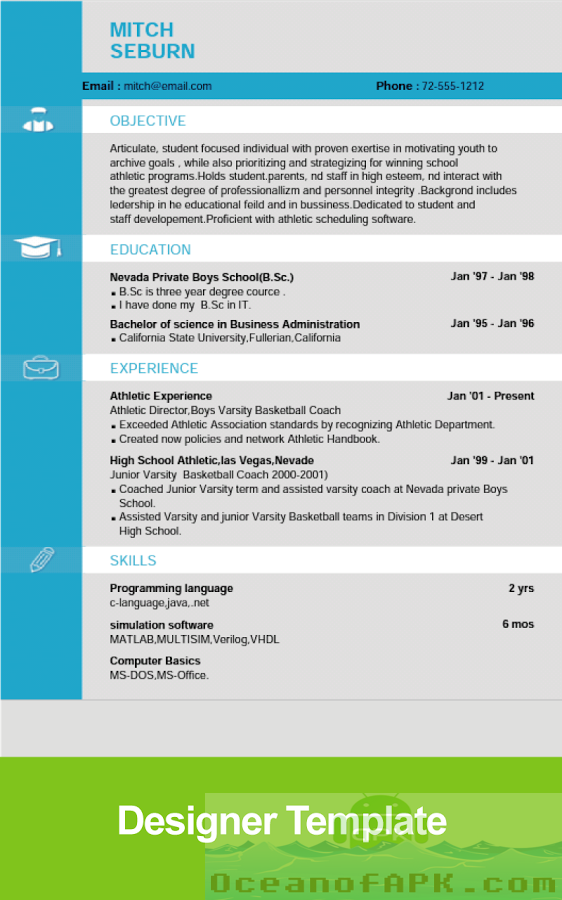 MITCH
SEBURN
Email : mitch@email.com Phone : 72-555-1212
OBJECTIVE
Articulate, student focused individual with proven exertise in motivating youth to
archive goals , while also prioritizing and strategizing for winning school
athletic programs.Holds student.parents, nd staff in high esteem, nd interact with
the greatest degree of professionallizm and personnel integrity .Backgrond includes
ledership in he educational feild and in bussiness.Dedicated to student and
staff developement.Proficient with athletic scheduling software.
EDUCATION
Nevada Private Boys School(B.Sc.) Jan '97 - Jan '98
▪ B.Sc is three year degree cource .
▪ I have done my B.Sc in IT.
Bachelor of science in Business Administration Jan '95 - Jan '96
▪ California State University,Fullerian,California
EXPERIENCE
Athletic Experience Jan '01 - Present
Athletic Director,Boys Varsity Basketball Coach
▪ Exceeded Athletic Association standards by recognizing Athletic Department.
▪ Created now policies and network Athletic Handbook.
High School Athletic,las Vegas,Nevade Jan '99 - Jan '01
Junior Varsity Basketball Coach 2000-2001)
▪ Coached Junior Varsity term and assisted varsity coach at Nevada private Boys
School.
▪ Assisted Varsity and junior Varsity Basketball teams in Division 1 at Desert
High School.
SKILLS
Programming language 2 yrs
c-language,java,.net
simulation software 6 mos
MATLAB,MULTISIM,Verilog,VHDL
Computer Basics
MS-DOS,MS-Office.
Designer Template
OceanofAPK.com